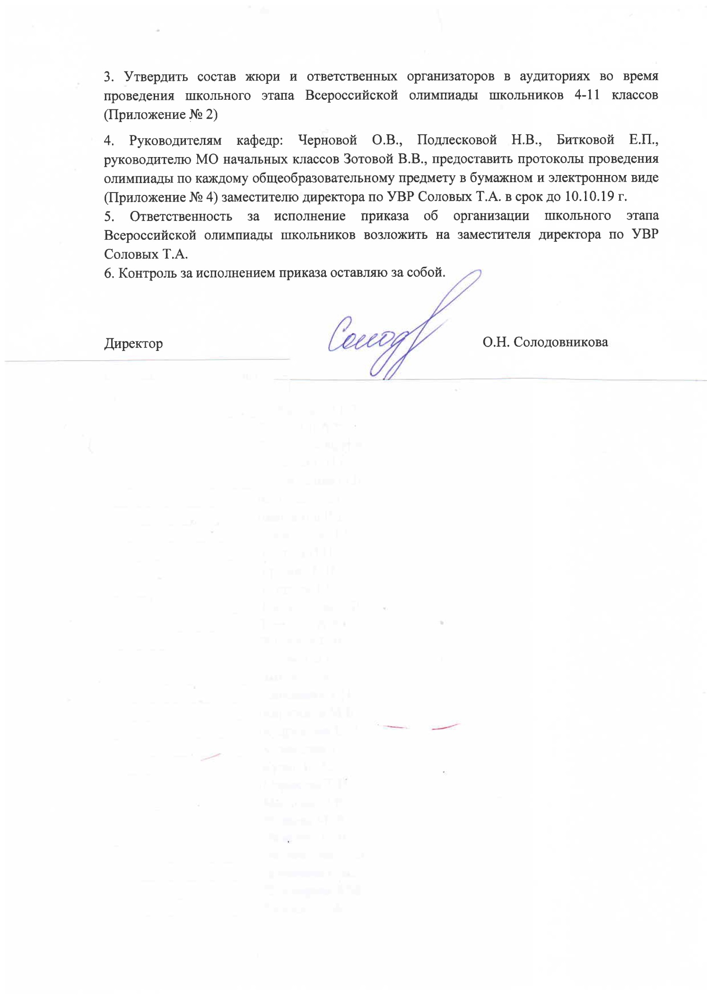 3. Утвердить состав жюри и ответственных организаторов в аудиториях во время
проведения школьного этапа Всероссийской олимпиады школьников 4-11 классов
(Приложение № 2)
4. Руководителям кафедр: Черновой О.В., Подлесковой Н.В., Битковой Е.П.,
руководителю МО начальных классов Зотовой В.В., предоставить протоколы проведения
олимпиады по каждому общеобразовательному предмету в бумажном и электронном виде
(Приложение № 4) заместителю директора по УВР Соловых Т.А. в срок до 10.10.19 г.
5. Ответственность за исполнение приказа об организации школьного этапа
Всероссийской олимпиады школьников возложить на заместителя директора по УВР
Соловых Т.А.
6. Контроль за исполнением приказа оставляю за собой.
Директор О.Н. Солодовникова